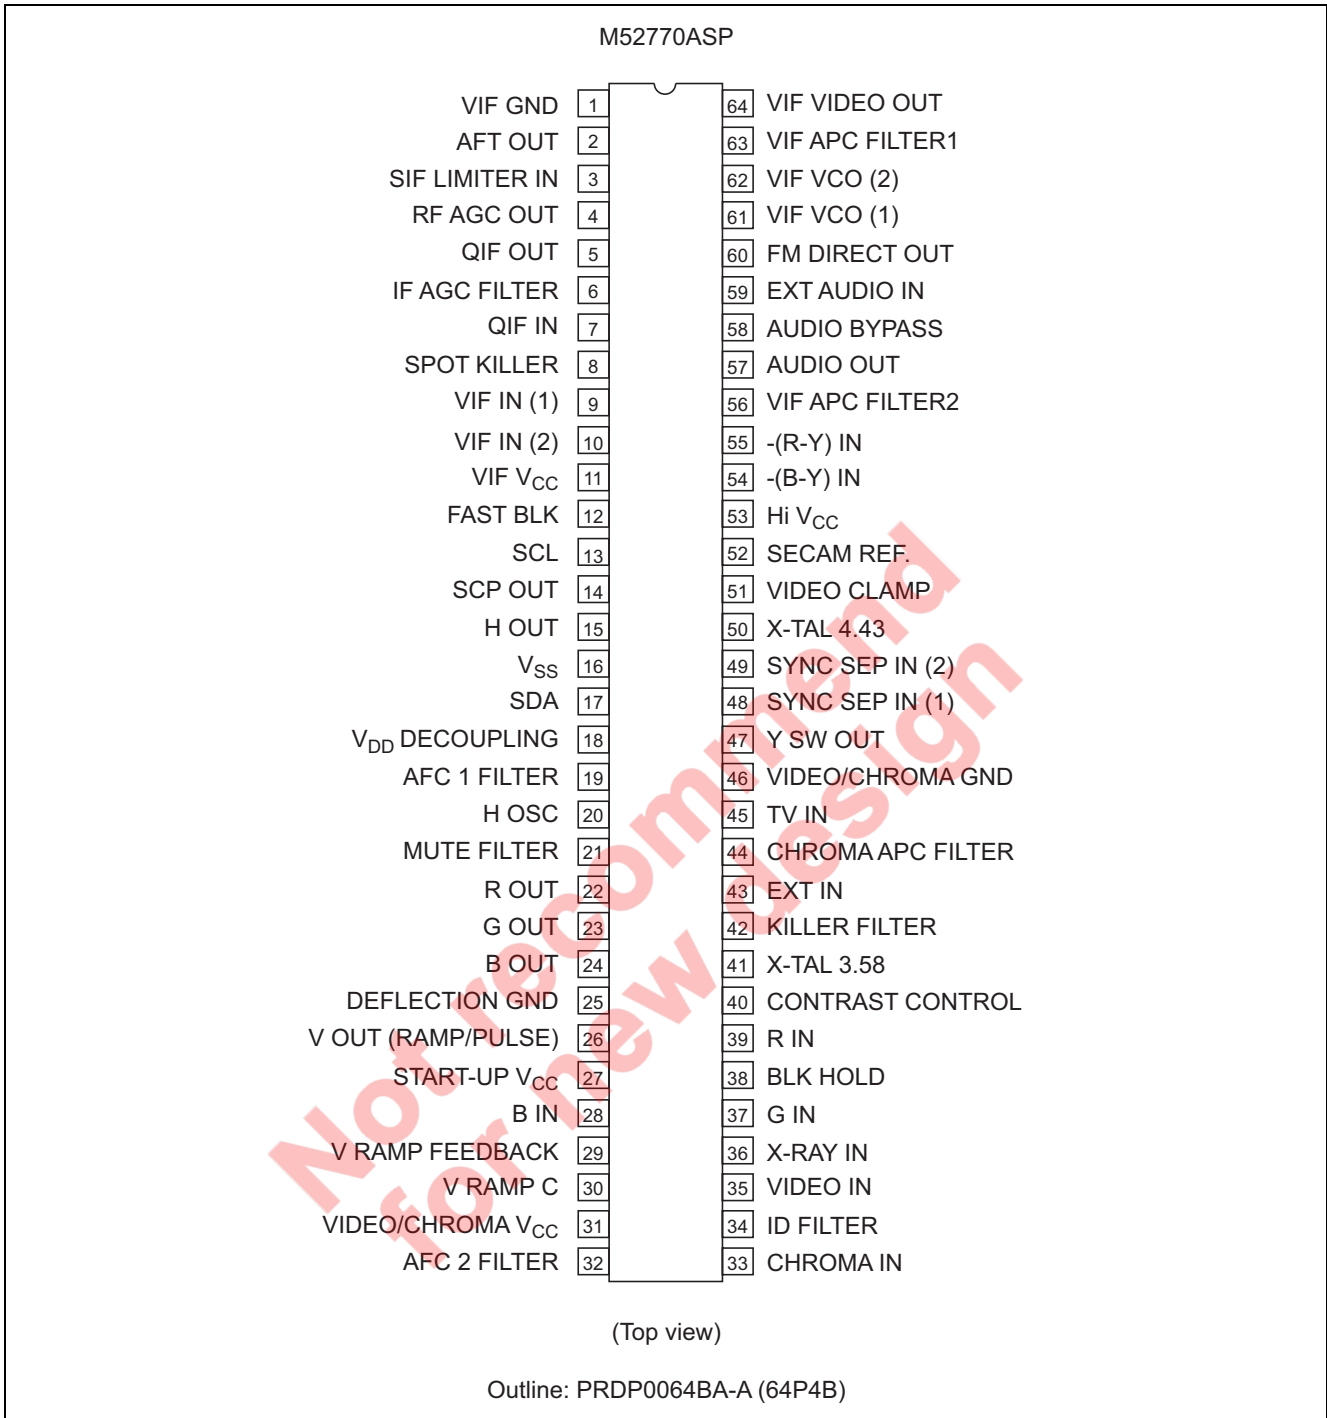 M52770ASP
VIF GND 1 64 VIF VIDEO OUT
AFT OUT 2 63 VIF APC FILTER1
SIF LIMITER IN 3 62 VIF VCO (2)
RF AGC OUT 4 61 VIF VCO (1)
QIF OUT 5 60 FM DIRECT OUT
IF AGC FILTER 6 59 EXT AUDIO IN
QIF IN 7 58 AUDIO BYPASS
SPOT KILLER 8 57 AUDIO OUT
VIF IN (1) 9 56 VIF APC FILTER2
VIF IN (2) 10 55 -(R-Y) IN
VIF VCC 11 54 -(B-Y) IN
FAST BLK 12 53 Hi VCC
SCL 13 52 SECAM REF.
SCP OUT 14 51 VIDEO CLAMP
H OUT 15 50 X-TAL 4.43
VSS 16 49 SYNC SEP IN (2)
SDA 17 48 SYNC SEP IN (1)
VDD DECOUPLING 18 47 Y SW OUT
AFC 1 FILTER 19 46 VIDEO/CHROMA GND
H OSC 20 45 TV IN
MUTE FILTER 21 44 CHROMA APC FILTER
R OUT 22 43 EXT IN
G OUT 23 42 KILLER FILTER
B OUT 24 41 X-TAL 3.58
DEFLECTION GND 25 40 CONTRAST CONTROL
V OUT (RAMP/PULSE) 26 39 R IN
START-UP VCC 27 38 BLK HOLD
B IN 28 37 G IN
V RAMP FEEDBACK 29 36 X-RAY IN
V RAMP C 30 35 VIDEO IN
VIDEO/CHROMA VCC 31 34 ID FILTER
AFC 2 FILTER 32 33 CHROMA IN
(Top view)
Outline: PRDP0064BA-A (64P4B)
Not recommend
for new design